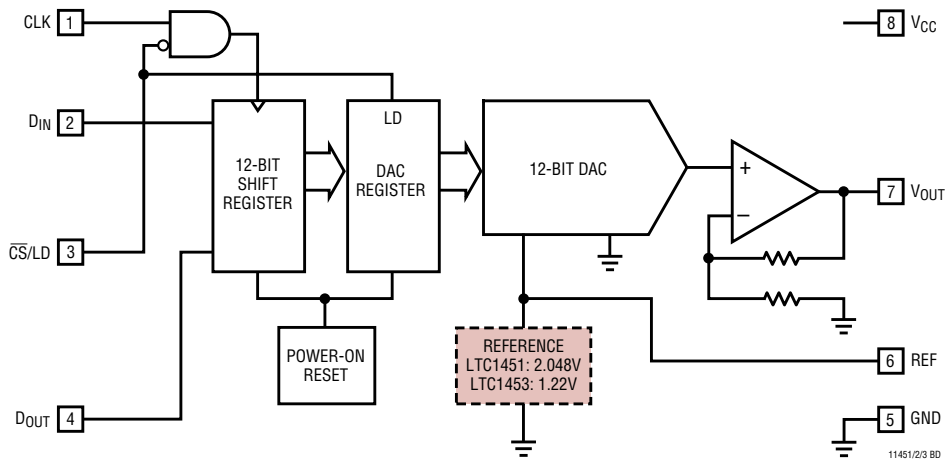 CLK 1
8 VCC
DIN 2
LD
12-BIT
SHIFT
REGISTER
DAC
REGISTER
12-BIT DAC
+
−
7 VOUT
CS/LD 3
POWER-ON
RESET
REFERENCE
LTC1451: 2.048V
LTC1453: 1.22V
6 REF
DOUT 4
5 GND
11451/2/3 BD